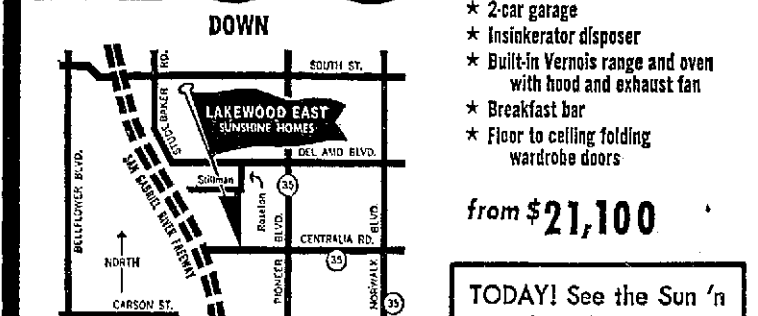 DOWN
SOUTH ST.
STUDEBAKER RD.
LAKEWOOD EAST
SUNSHINE HOMES
DEL AMO BLVD.
BELLFLOWER BLVD.
SAN GABRIEL RIVER FREEWAY
Stillman
Roselon
35
PIONEER BLVD.
CENTRALIA RD.
35
NORWALK BLVD.
NORTH
CARSON ST.
35
★ 2-car garage
★ Insinkerator disposer
★ Built-in Vernois range and oven
with hood and exhaust fan
★ Breakfast bar
★ Floor to ceiling folding
wardrobe doors
from $21,100
TODAY! See the Sun 'n